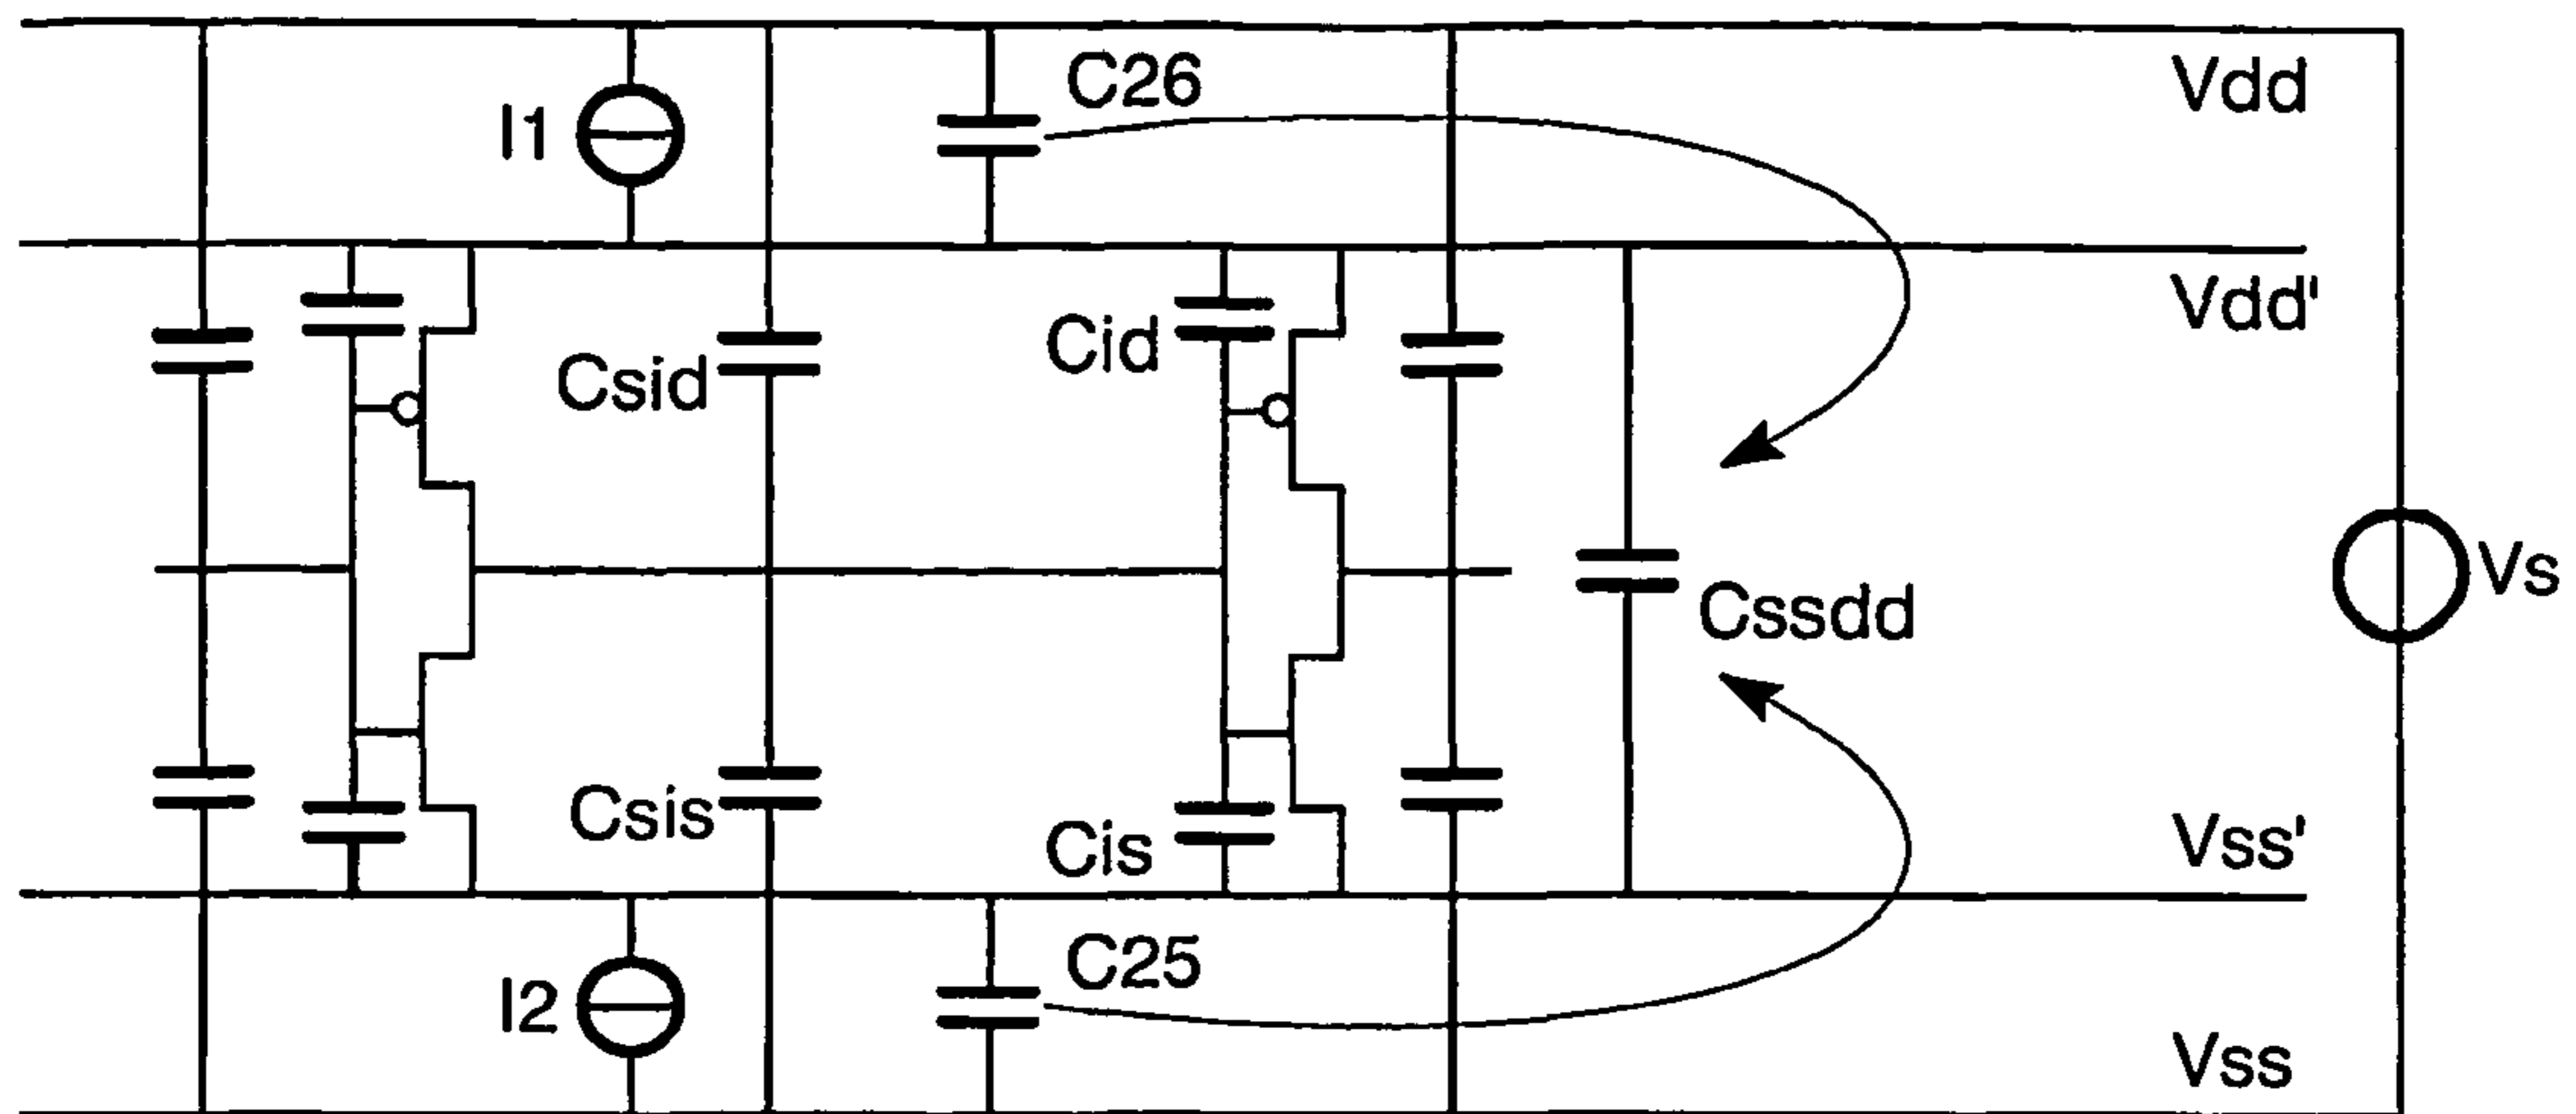 C26
Vdd
I1
Vdd'
Cid
Csid
Vs
Cssdd
Csis
Vss'
Cis
C25
I2
Vss